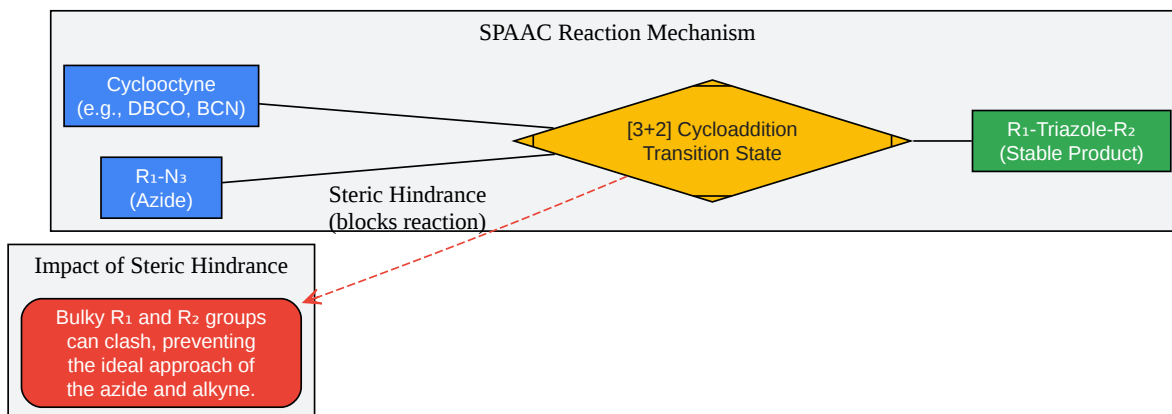 SPAAC Reaction Mechanism
Cyclooctyne
(e.g., DBCO, BCN)
[3+2] Cycloaddition
Transition State
R₁-Triazole-R₂
(Stable Product)
R₁-N₃
(Azide)
Steric Hindrance
(blocks reaction)
Impact of Steric Hindrance
Bulky R₁ and R₂ groups
can clash, preventing
the ideal approach of
the azide and alkyne.